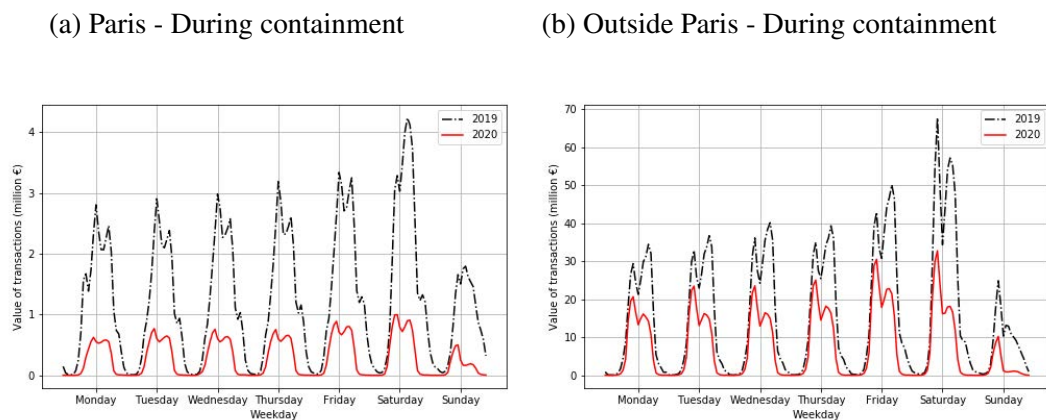 (a) Paris - During containment
(b) Outside Paris - During containment
Value of transactions (million €)
4
3
2
1
0
2019
2020
Monday Tuesday Wednesday Thursday Friday Saturday Sunday
Weekday
Value of transactions (million €)
70
60
50
40
30
20
10
0
2019
2020
Monday Tuesday Wednesday Thursday Friday Saturday Sunday
Weekday